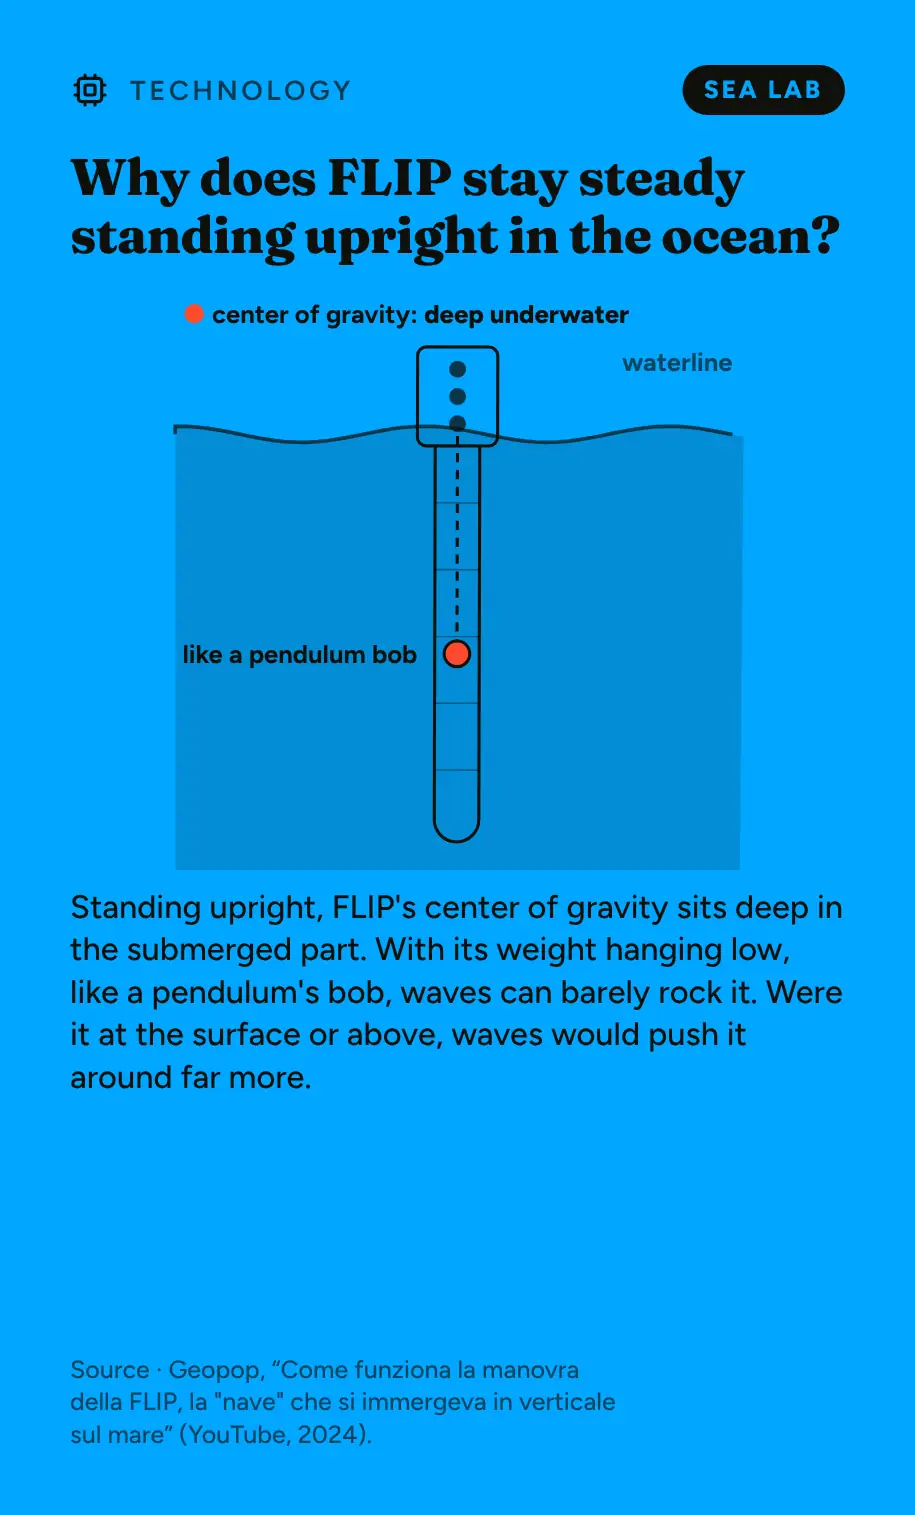 TECHNOLOGY
SEA LAB
Why does FLIP stay steady
standing upright in the ocean?
center of gravity: deep underwater
waterline
like a pendulum bob
Standing upright, FLIP's center of gravity sits deep in
the submerged part. With its weight hanging low,
like a pendulum's bob, waves can barely rock it. Were
it at the surface or above, waves would push it
around far more.
Source · Geopop, “Come funziona la manovra
della FLIP, la "nave" che si immergeva in verticale
sul mare” (YouTube, 2024).